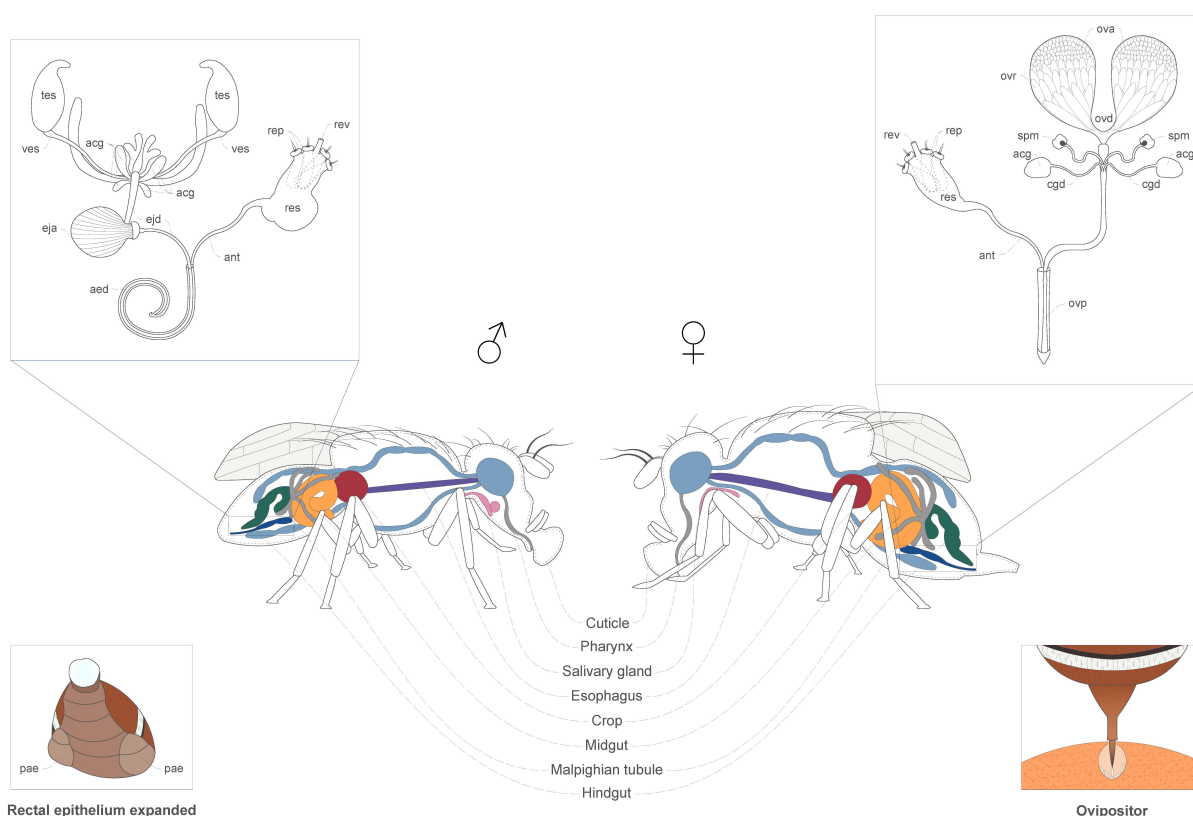 tes
tes
ves
acg
ves
acg
rep
rev
eja
ejd
res
ant
aed
ova
ovr
ovd
rev
rep
spm
spm
acg
acg
cgd
cgd
res
ant
ovp
Cuticle
Pharynx
Salivary gland
Esophagus
Crop
Midgut
Malpighian tubule
Hindgut
pae
pae
Rectal epithelium expanded
Ovipositor